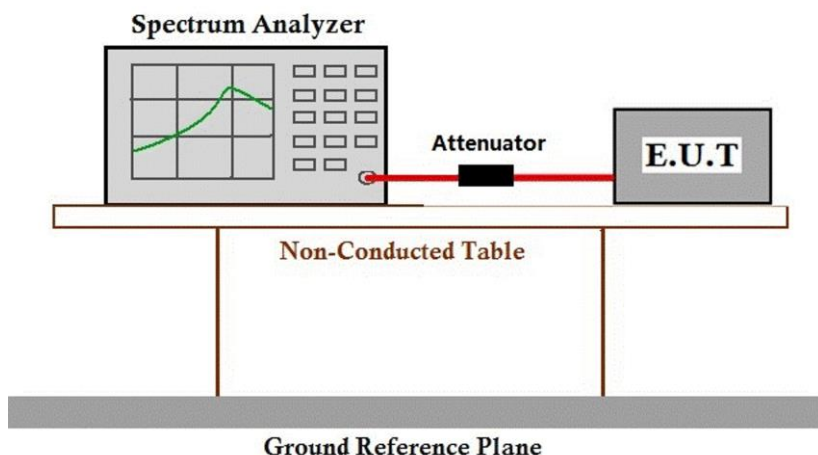 Spectrum Analyzer
Attenuator
E.U.T
Non-Conducted Table
Ground Reference Plane